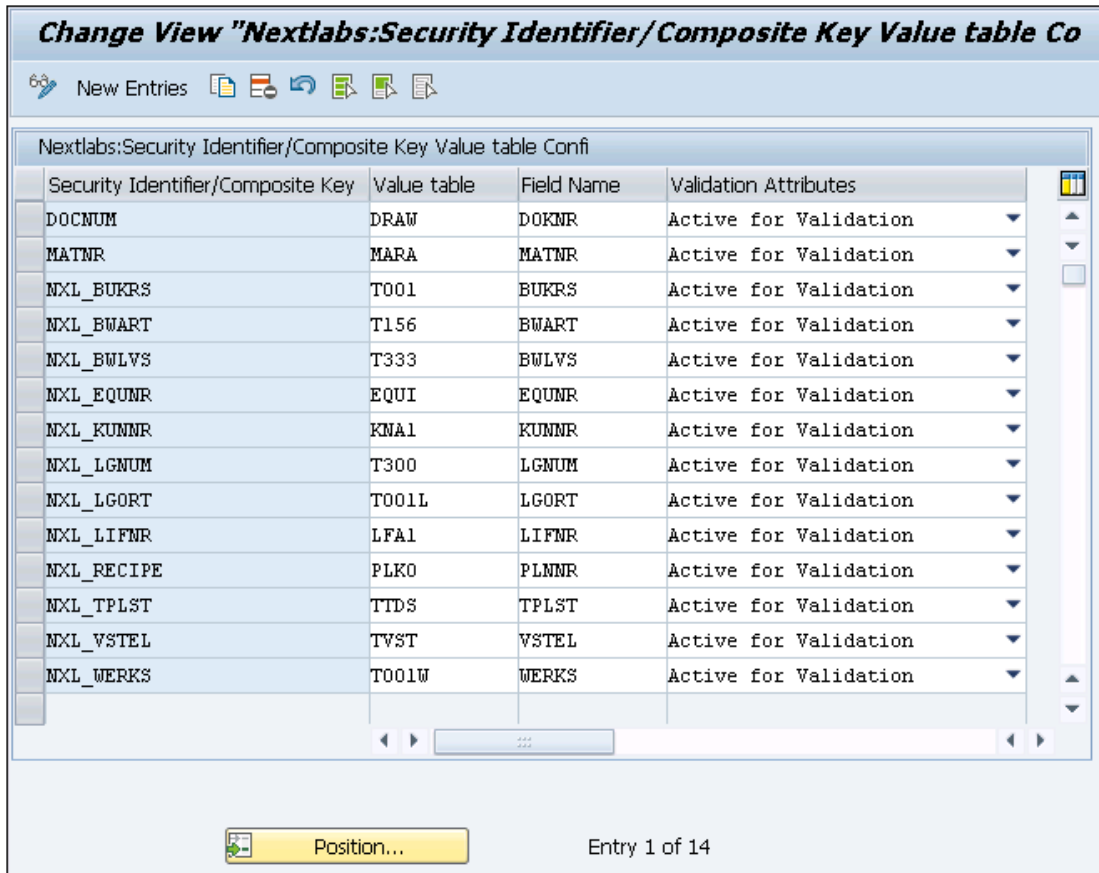 Change View "Nextlabs:Security Identifier/Composite Key Value table Co
New Entries
Nextlabs:Security Identifier/Composite Key Value table Confi
Security Identifier/Composite Key Value table Field Name Validation Attributes
DOCNUM DRAW DOKNR Active for Validation
MATNR MARA MATNR Active for Validation
NXL_BUKRS T001 BUKRS Active for Validation
NXL_BWART T156 BWART Active for Validation
NXL_BWLVS T333 BWLVS Active for Validation
NXL_EQUNR EQUI EQUNR Active for Validation
NXL_KUNNR KNA1 KUNNR Active for Validation
NXL_LGNUM T300 LGNUM Active for Validation
NXL_LGORT T001L LGORT Active for Validation
NXL_LIFNR LFA1 LIFNR Active for Validation
NXL_RECIPE PLKO PLNNR Active for Validation
NXL_TPLST TTDS TPLST Active for Validation
NXL_VSTEL TVST VSTEL Active for Validation
NXL_WERKS T001W WERKS Active for Validation
Position... Entry 1 of 14